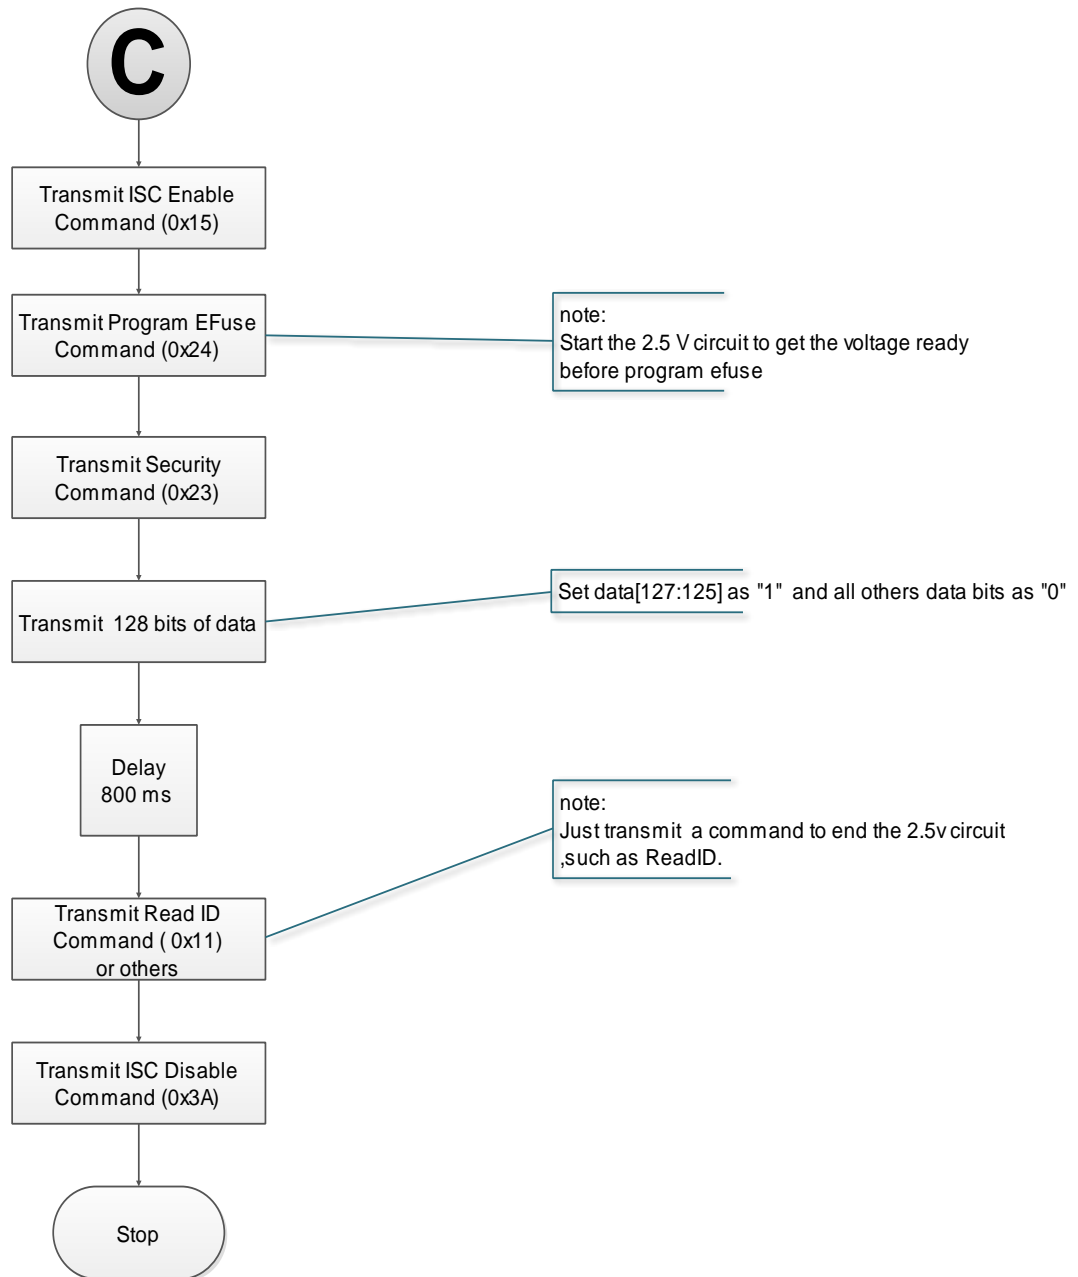 C
Transmit ISC Enable
Command (0x15)
Transmit Program EFuse
Command (0x24)
note:
Start the 2.5 V circuit to get the voltage ready
before program efuse
Transmit Security
Command (0x23)
Transmit 128 bits of data
Set data[127:125] as "1" and all others data bits as "0"
Delay
800 ms
note:
Just transmit a command to end the 2.5v circuit
,such as ReadID.
Transmit Read ID
Command ( 0x11)
or others
Transmit ISC Disable
Command (0x3A)
Stop